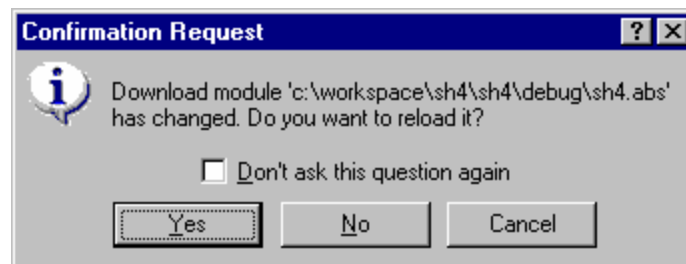 Confirmation Request
Download module 'c:\workspace\sh4\sh4\debug\sh4.abs'
has changed. Do you want to reload it?
Don't ask this question again
Yes No Cancel